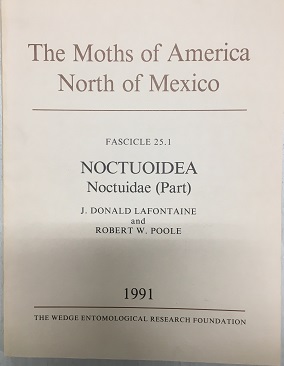 The Moths of America
North of Mexico
FASCICLE 25.1
NOCTUOIDEA
Noctuidae (Part)
J. DONALD LAFONTAINE
and
ROBERT W. POOLE
1991
THE WEDGE ENTOMOLOGICAL RESEARCH FOUNDATION